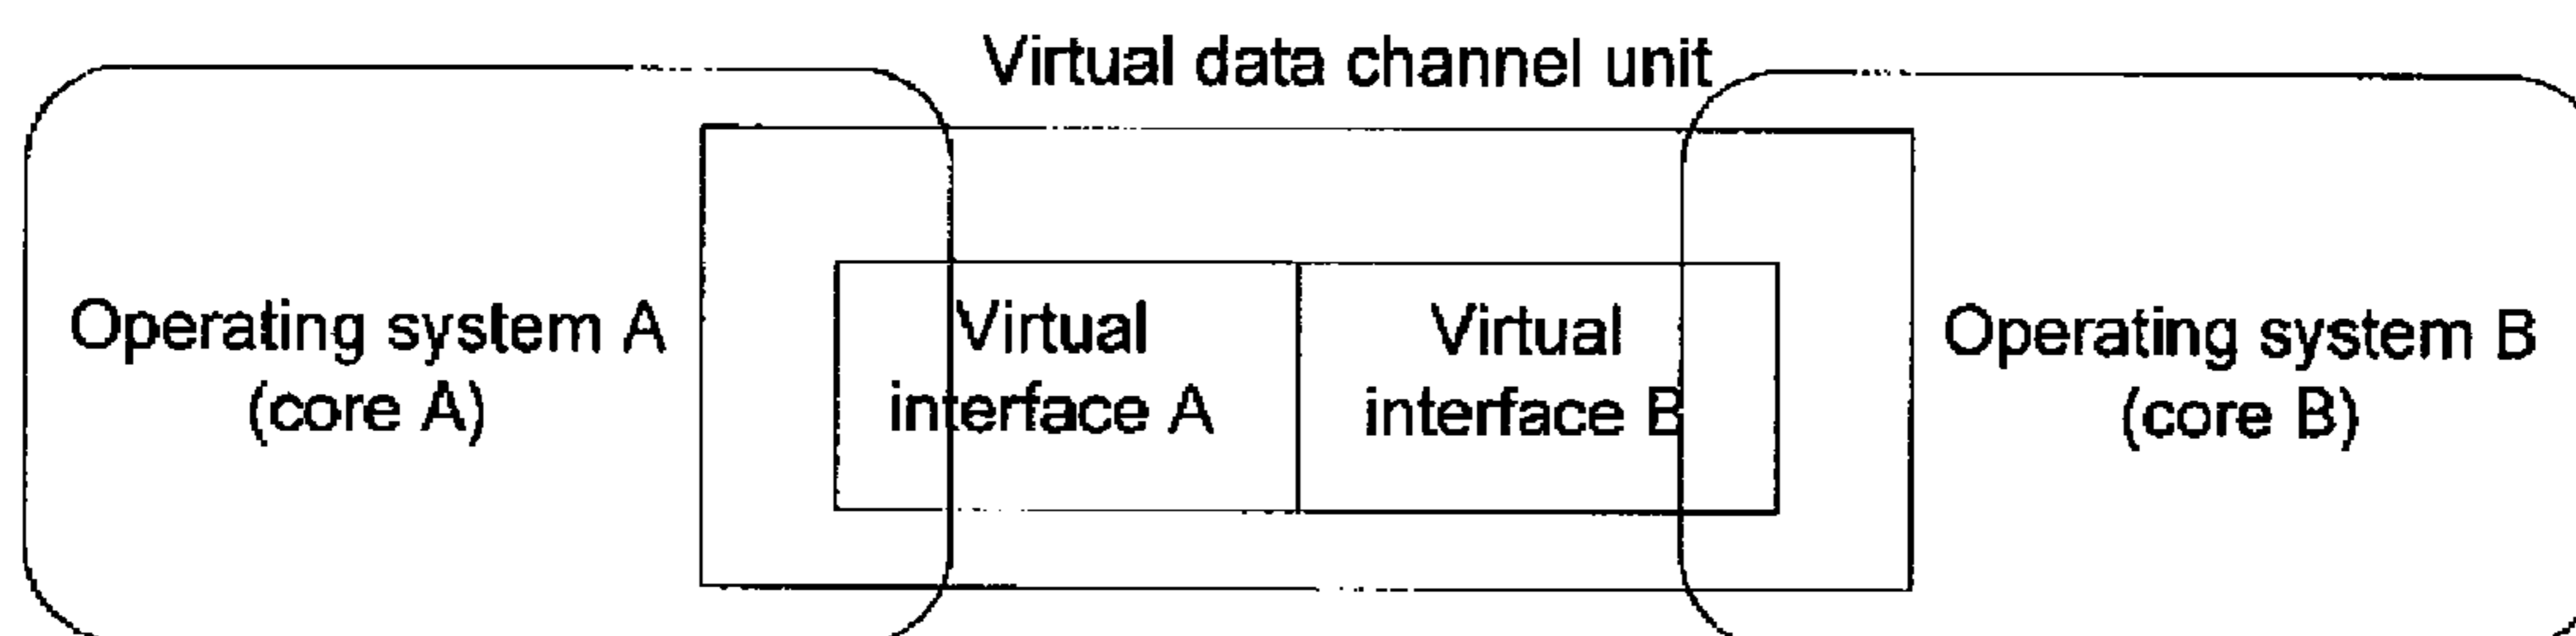 Virtual data channel unit
Operating system A
(core A)
Virtual
interface A
Virtual
interface B
Operating system B
(core B)